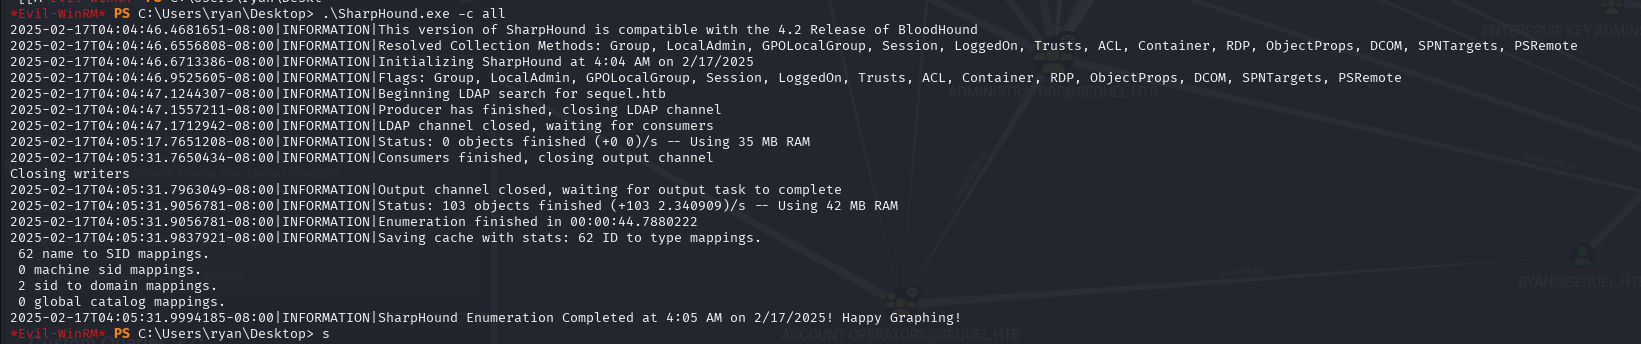 *Evil-WinRM* PS C:\Users\ryan\Desktop> .\SharpHound.exe -c all
2025-02-17T04:04:46.4681651-08:00|INFORMATION|This version of SharpHound is compatible with the 4.2 Release of BloodHound
2025-02-17T04:04:46.6556808-08:00|INFORMATION|Resolved Collection Methods: Group, LocalAdmin, GPOLocalGroup, Session, LoggedOn, Trusts, ACL, Container, RDP, ObjectProps, DCOM, SPNTargets, PSRemote
2025-02-17T04:04:46.6713386-08:00|INFORMATION|Initializing SharpHound at 4:04 AM on 2/17/2025
2025-02-17T04:04:46.9525605-08:00|INFORMATION|Flags: Group, LocalAdmin, GPOLocalGroup, Session, LoggedOn, Trusts, ACL, Container, RDP, ObjectProps, DCOM, SPNTargets, PSRemote
2025-02-17T04:04:47.1244307-08:00|INFORMATION|Beginning LDAP search for sequel.htb
2025-02-17T04:04:47.1557211-08:00|INFORMATION|Producer has finished, closing LDAP channel
2025-02-17T04:04:47.1712942-08:00|INFORMATION|LDAP channel closed, waiting for consumers
2025-02-17T04:05:17.7651208-08:00|INFORMATION|Status: 0 objects finished (+0 0)/s -- Using 35 MB RAM
2025-02-17T04:05:31.7650434-08:00|INFORMATION|Consumers finished, closing output channel
Closing writers
2025-02-17T04:05:31.7963049-08:00|INFORMATION|Output channel closed, waiting for output task to complete
2025-02-17T04:05:31.9056781-08:00|INFORMATION|Status: 103 objects finished (+103 2.340909)/s -- Using 42 MB RAM
2025-02-17T04:05:31.9056781-08:00|INFORMATION|Enumeration finished in 00:00:44.7880222
2025-02-17T04:05:31.9837921-08:00|INFORMATION|Saving cache with stats: 62 ID to type mappings.
62 name to SID mappings.
0 machine sid mappings.
2 sid to domain mappings.
0 global catalog mappings.
2025-02-17T04:05:31.9994185-08:00|INFORMATION|SharpHound Enumeration Completed at 4:05 AM on 2/17/2025! Happy Graphing!
*Evil-WinRM* PS C:\Users\ryan\Desktop> s
ENTERPRISE KEY ADMIN
ADMINISTRATORS@SEQUEL.HTB
RYAN@SEQUEL.HT
ACCOUNT OPERATORS@SEQUEL.HTB